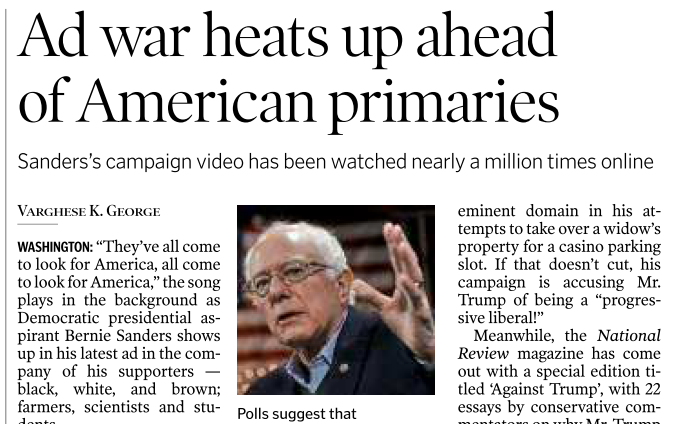 Ad war heats up ahead
of American primaries
Sanders's campaign video has been watched nearly a million times online
VARGHESE K. GEORGE
WASHINGTON: “They've all come
to look for America, all come
to look for America,” the song
plays in the background as
Democratic presidential as-
pirant Bernie Sanders shows
up in his latest ad in the com-
pany of his supporters —
black, white, and brown;
farmers, scientists and stu-
dents
Polls suggest that
eminent domain in his at-
tempts to take over a widow's
property for a casino parking
slot. If that doesn't cut, his
campaign is accusing Mr.
Trump of being a “progres-
sive liberal!”
Meanwhile, the National
Review magazine has come
out with a special edition ti-
tled ‘Against Trump’, with 22
essays by conservative com-
mentators on why Mr. Trump